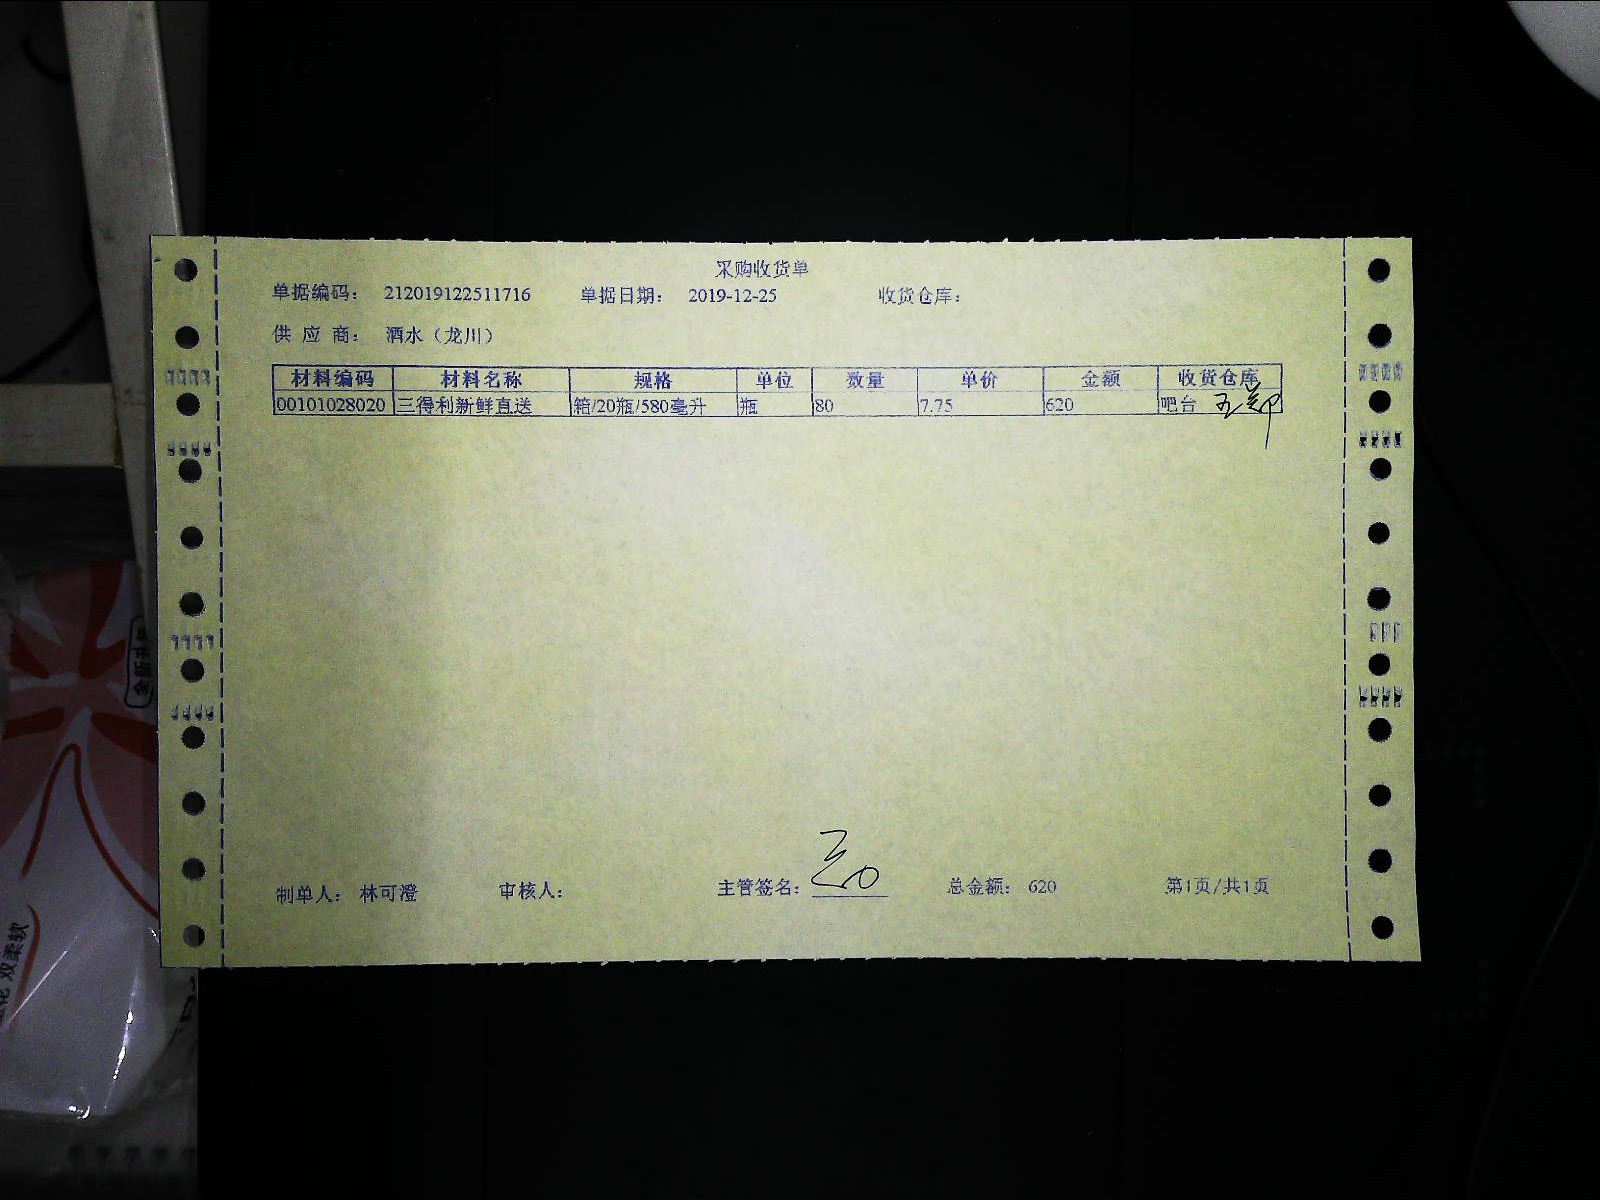 采购收货单
单据编码： 212019122511716 单据日期： 2019-12-25 收货仓库：
供 应 商： 酒水（龙川）
材料编码 材料名称 规格 单位 数量 单价 金额 收货仓库
00101028020 三得利新鲜直送 箱/20瓶/580毫升 瓶 80 7.75 620 吧台
制单人： 林可澄 审核人： 主管签名： 总金额： 620 第1页/共1页
双柔软